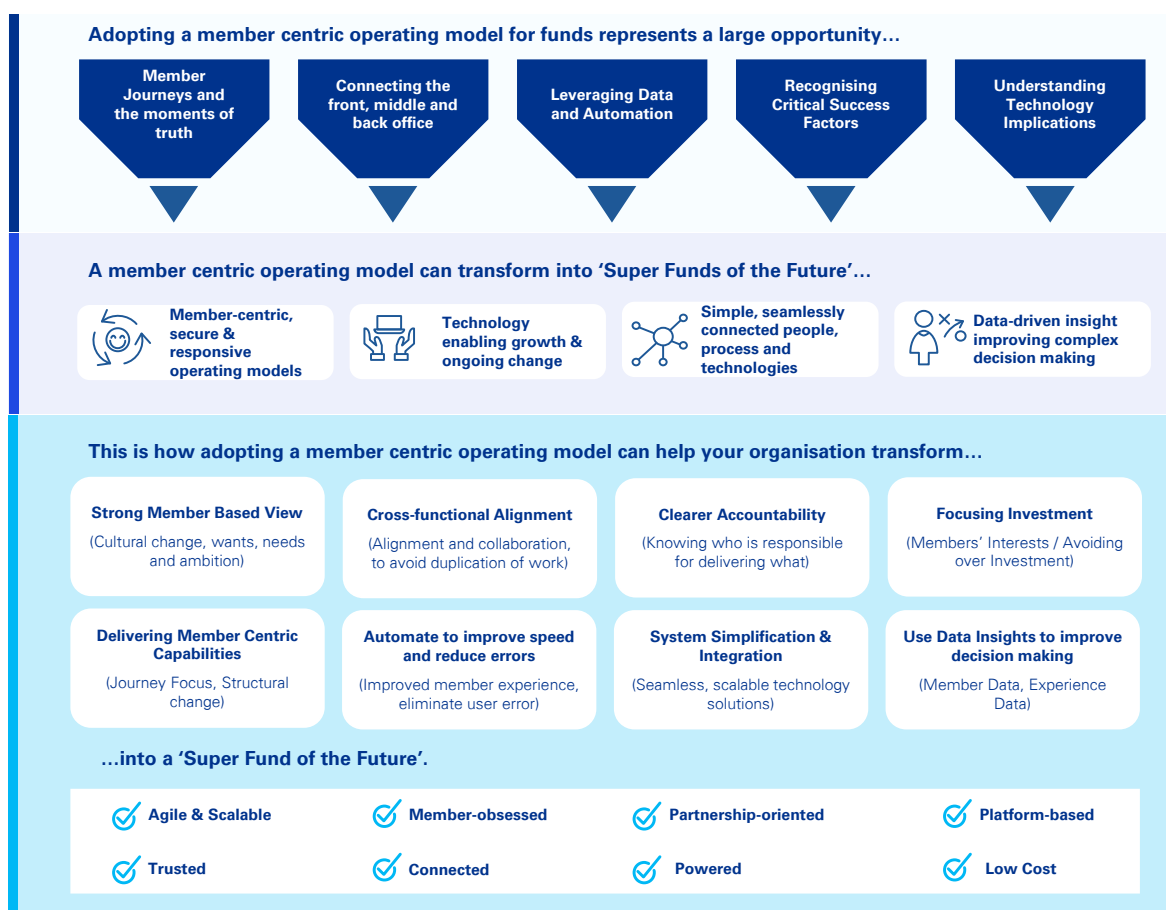 Adopting a member centric operating model for funds represents a large opportunity…
Member
Journeys and
the moments of
truth
Connecting the
front, middle and
back office
Leveraging Data
and Automation
Recognising
Critical Success
Factors
Understanding
Technology
Implications
A member centric operating model can transform into ‘Super Funds of the Future’…
Member-centric,
secure &
responsive
operating models
Technology
enabling growth &
ongoing change
Simple, seamlessly
connected people,
process and
technologies
Data-driven insight
improving complex
decision making
This is how adopting a member centric operating model can help your organisation transform…
Strong Member Based View
(Cultural change, wants, needs
and ambition)
Cross-functional Alignment
(Alignment and collaboration,
to avoid duplication of work)
Clearer Accountability
(Knowing who is responsible
for delivering what)
Focusing Investment
(Members’ Interests / Avoiding
over Investment)
Delivering Member Centric
Capabilities
(Journey Focus, Structural
change)
Automate to improve speed
and reduce errors
(Improved member experience,
eliminate user error)
System Simplification &
Integration
(Seamless, scalable technology
solutions)
Use Data Insights to improve
decision making
(Member Data, Experience
Data)
…into a ‘Super Fund of the Future’.
Agile & Scalable
Member-obsessed
Partnership-oriented
Platform-based
Trusted
Connected
Powered
Low Cost